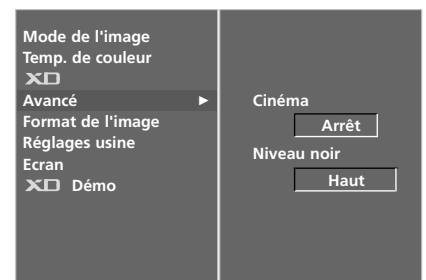 Mode de l'image
Temp. de couleur
XD
Avancé ►
Format de l'image
Réglages usine
Ecran
XD Démo
Cinéma
Arrêt
Niveau noir
Haut